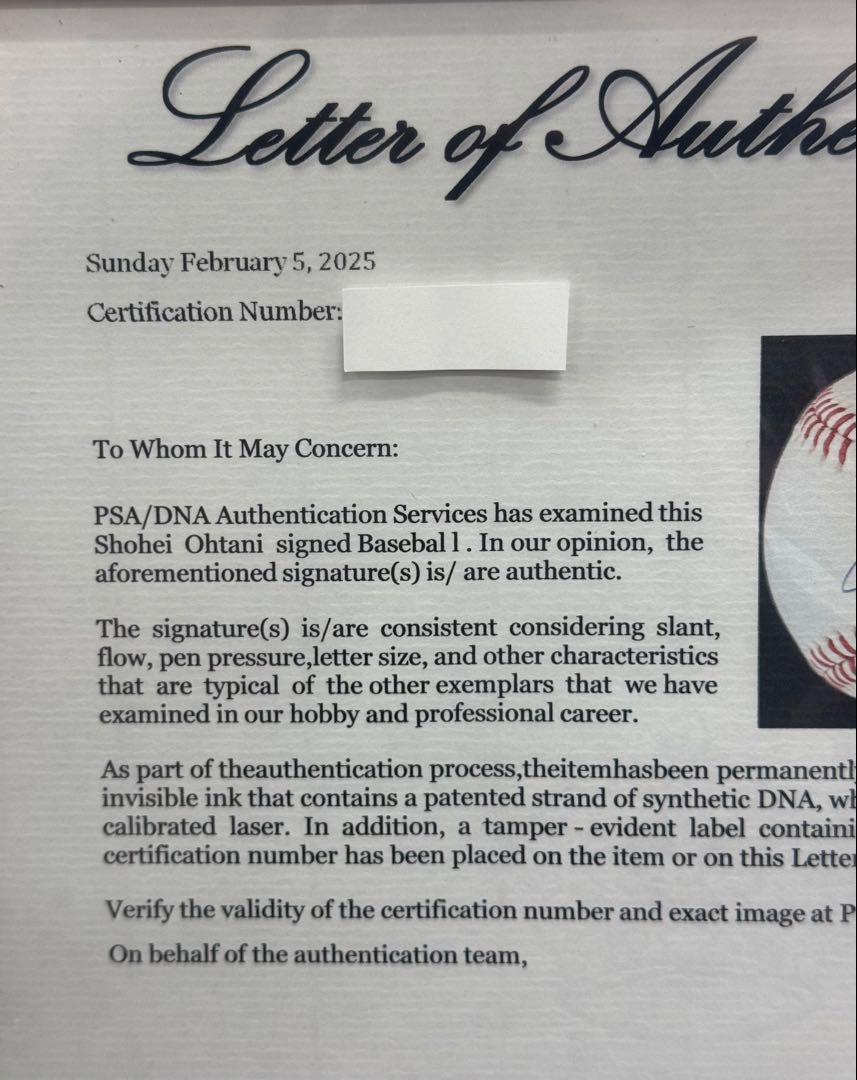 Letter of Authe
Sunday February 5, 2025
Certification Number:
To Whom It May Concern:
PSA/DNA Authentication Services has examined this
Shohei Ohtani signed Basebal l . In our opinion, the
aforementioned signature(s) is/ are authentic.
The signature(s) is/are consistent considering slant,
flow, pen pressure,letter size, and other characteristics
that are typical of the other exemplars that we have
examined in our hobby and professional career.
As part of theauthentication process,theitemhasbeen permanentl
invisible ink that contains a patented strand of synthetic DNA, wh
calibrated laser. In addition, a tamper - evident label containi
certification number has been placed on the item or on this Letter
Verify the validity of the certification number and exact image at P
On behalf of the authentication team,